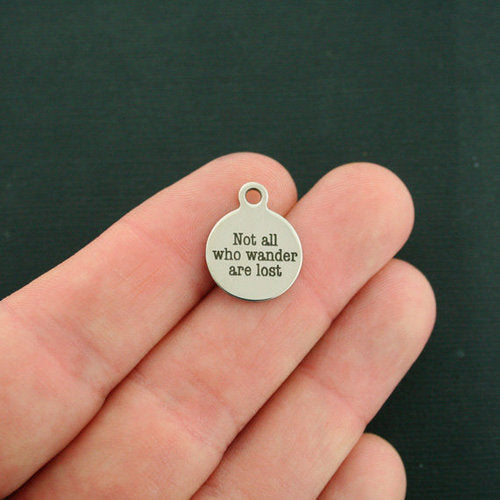 Not all
who wander
are lost